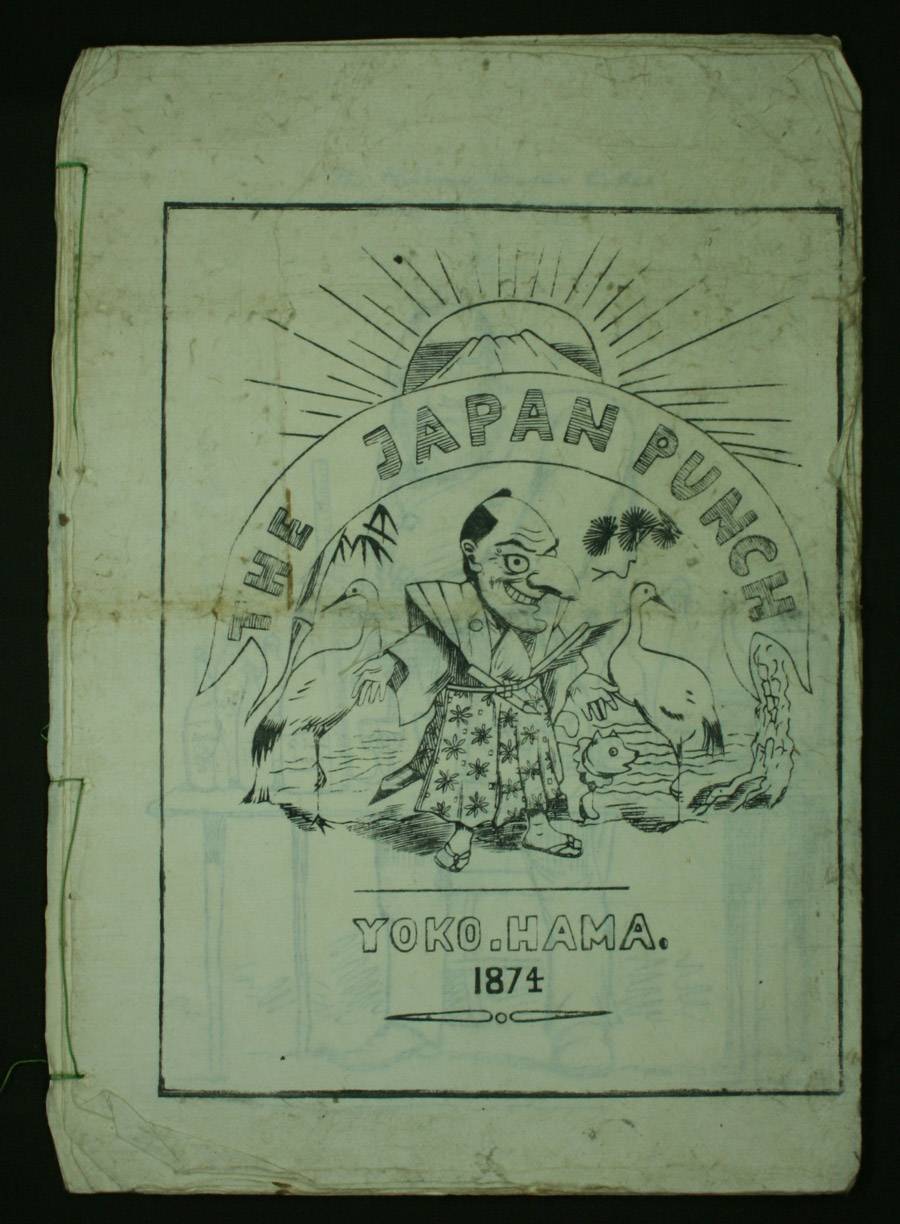 THE JAPAN PUNCH
YOKO.HAMA.
1874